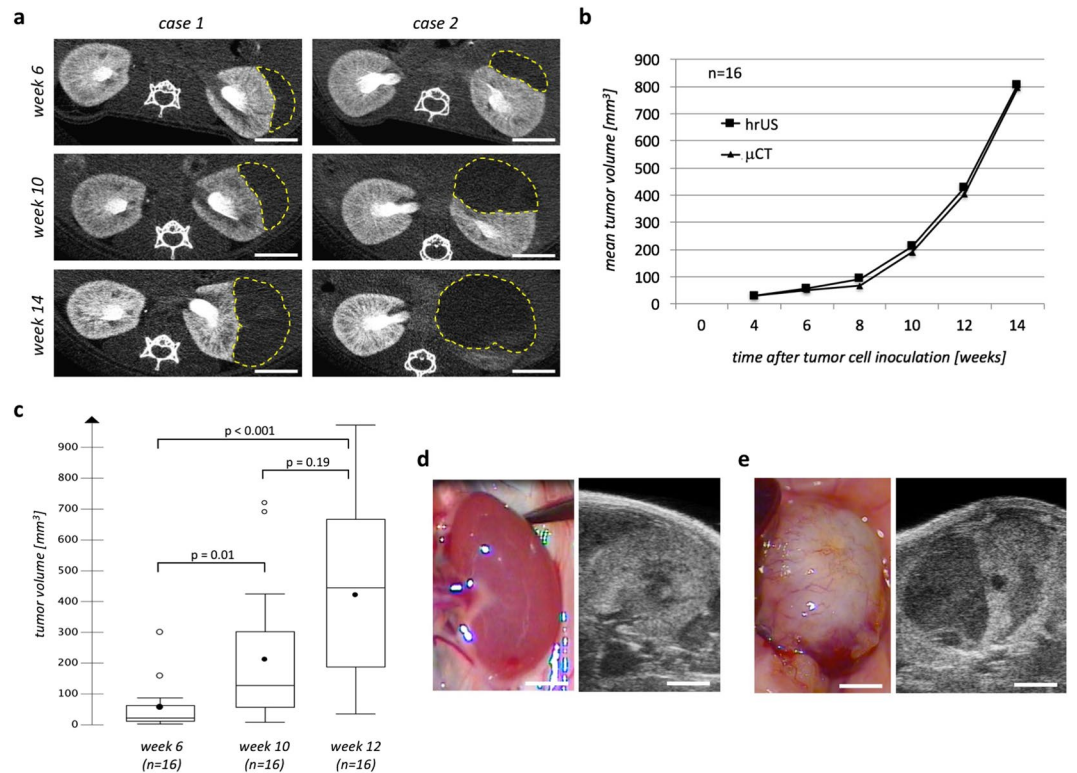 a
case 1
case 2
week 6
week 10
week 14
b
n=16
hrUS
μCT
mean tumor volume [mm³]
900
800
700
600
500
400
300
200
100
0
0 4 6 8 10 12 14
time after tumor cell inoculation [weeks]
c
tumor volume [mm³]
900
800
700
600
500
400
300
200
100
0
p < 0.001
p = 0.19
p = 0.01
week 6
(n=16)
week 10
(n=16)
week 12
(n=16)
d
e